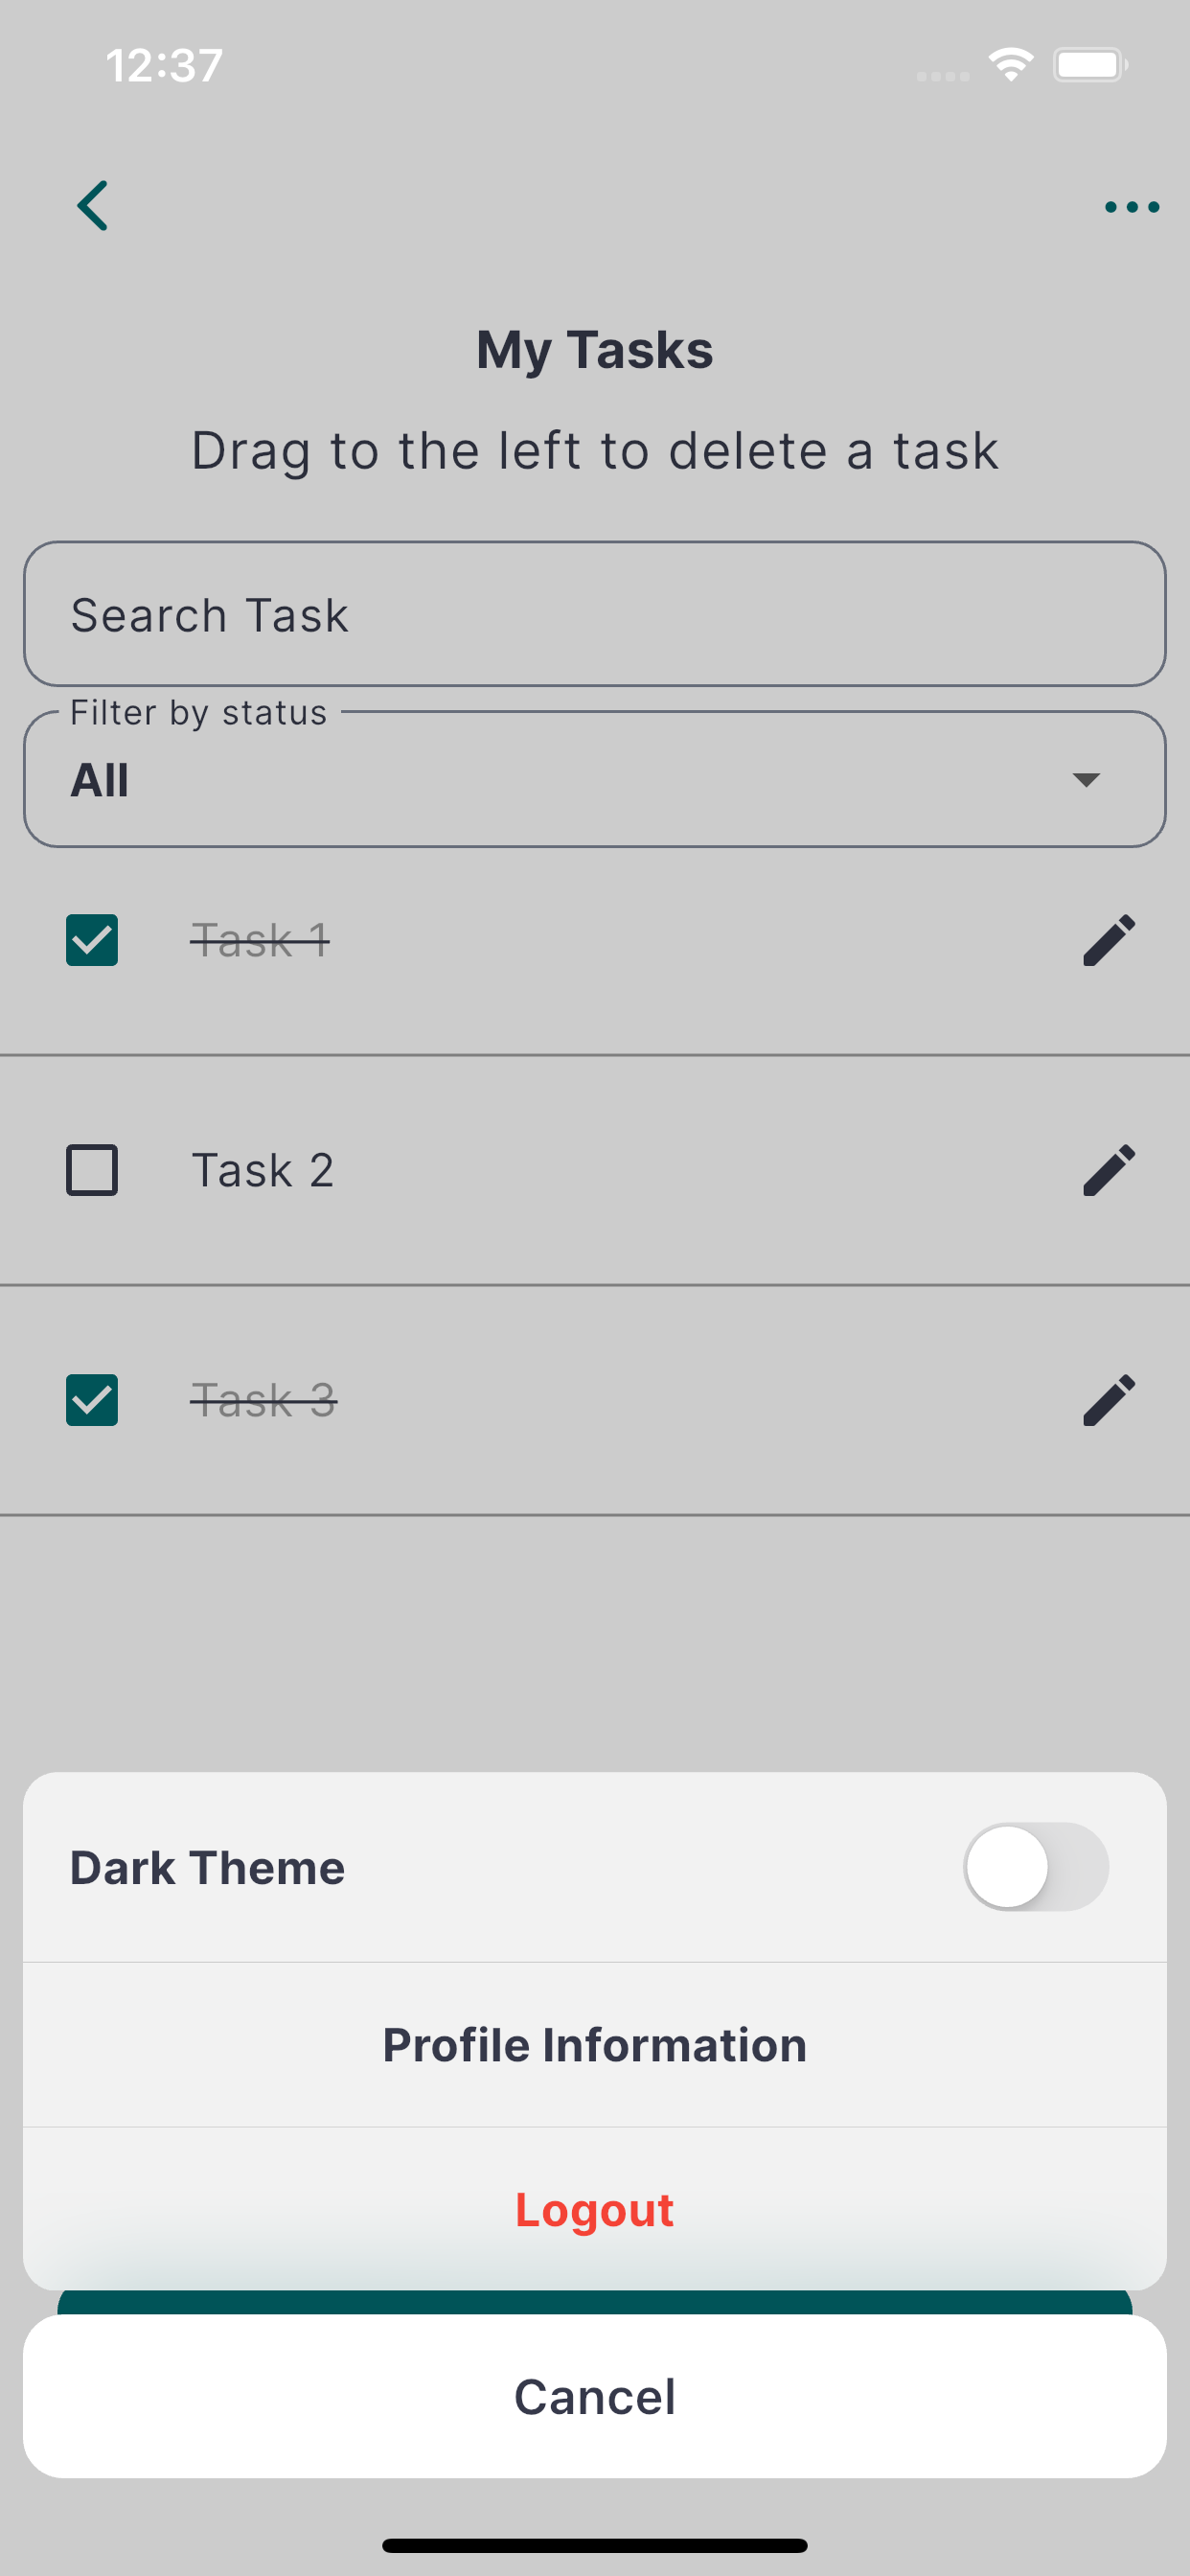 12:37
My Tasks
Drag to the left to delete a task
Search Task
Filter by status
All
Task 1
Task 2
Task 3
Dark Theme
Profile Information
Logout
Cancel